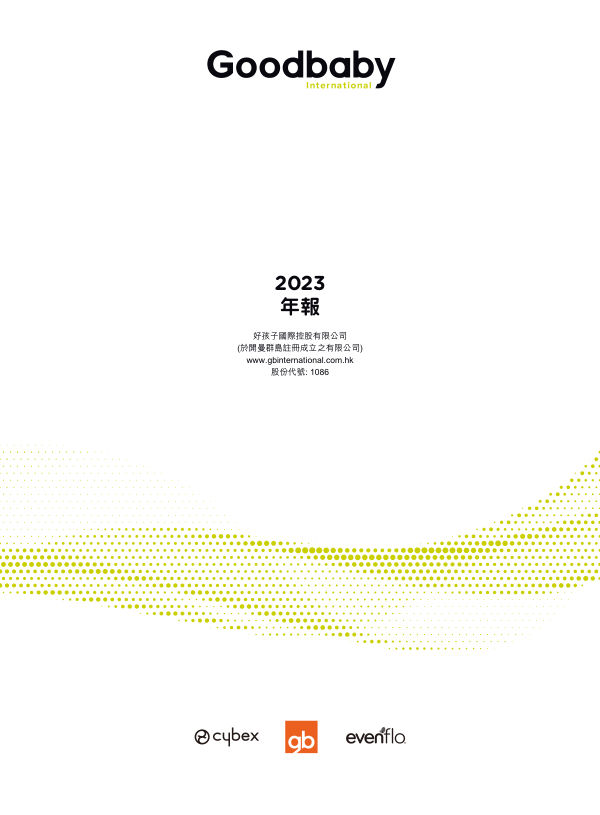 Goodbaby
International
2023
年報
好孩子國際控股有限公司
(於開曼群島註冊成立之有限公司)
www.gbinternational.com.hk
股份代號: 1086
cybex
gb
evenflo